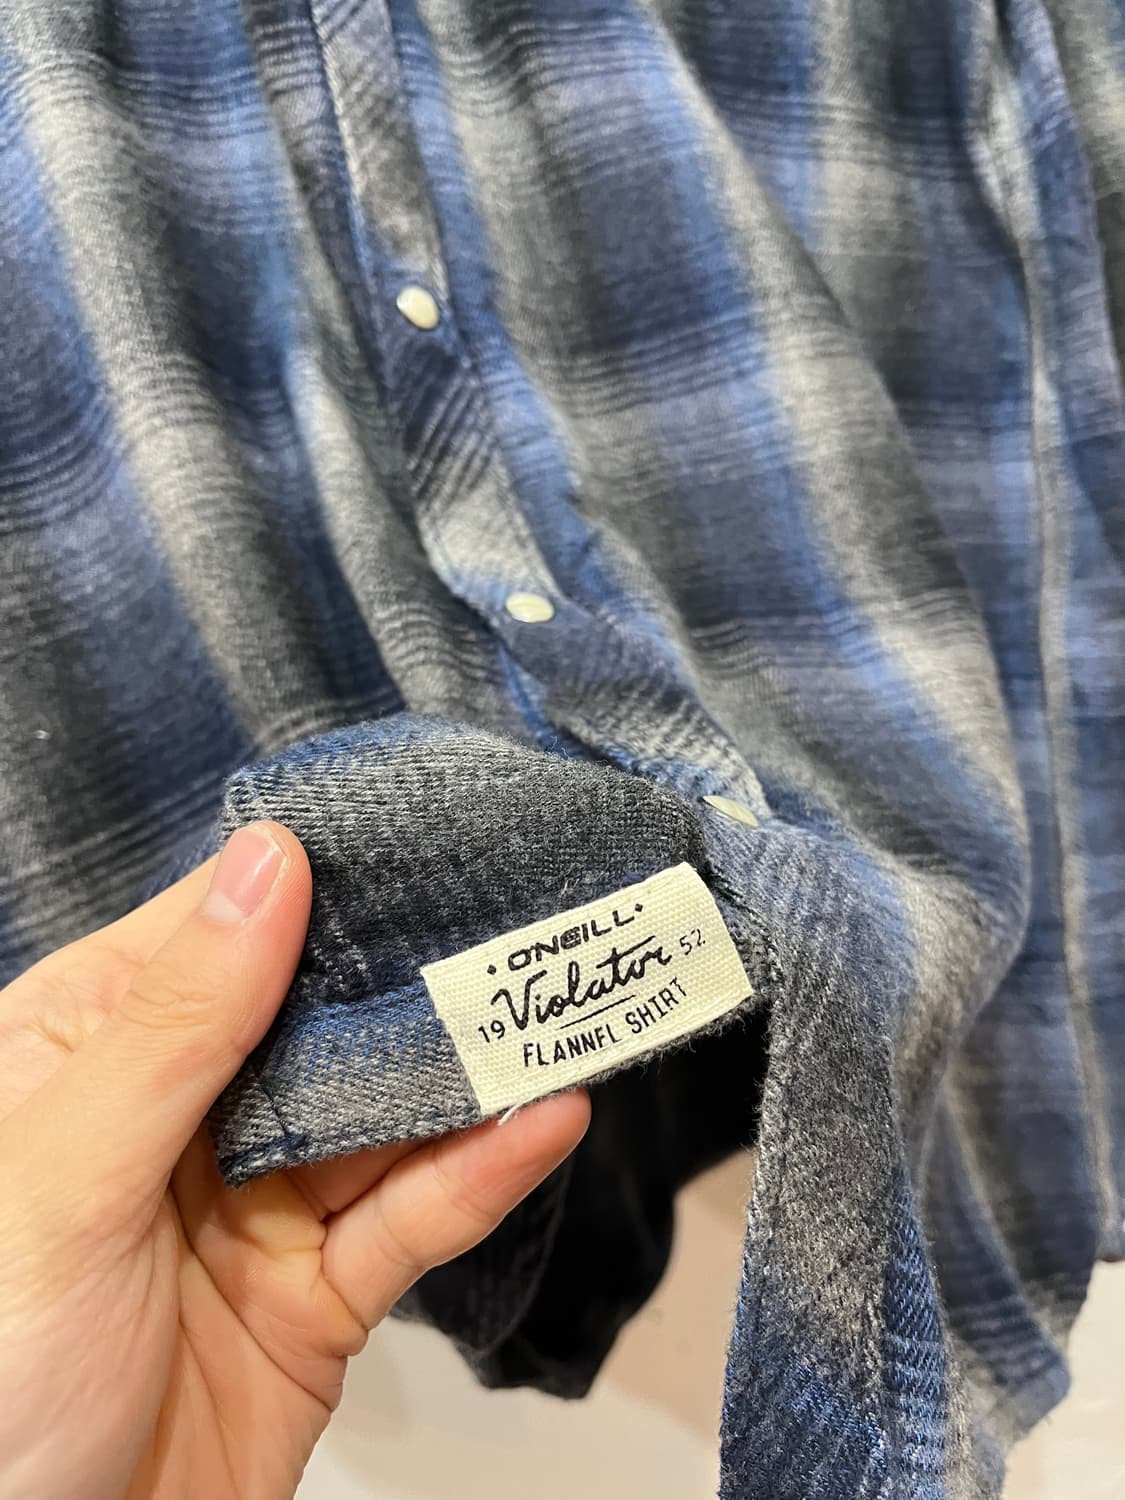 • ONEILL •
19 Violator 52
FLANNEL SHIRT